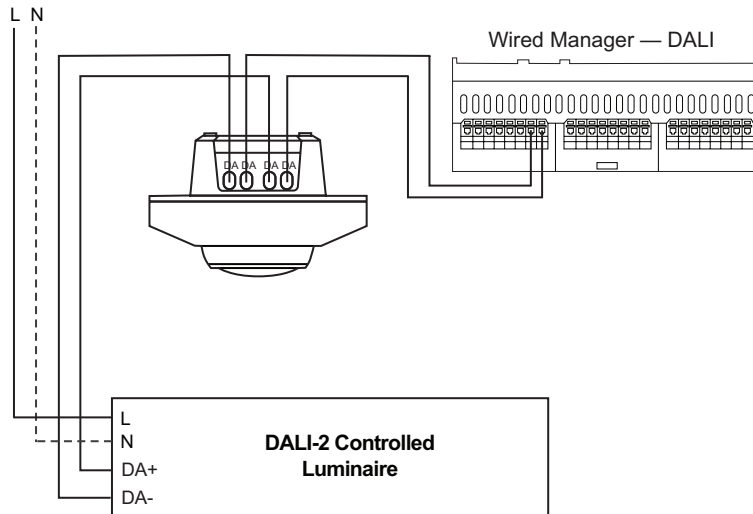 L N
Wired Manager — DALI
DA DA DA DA
L
N
DA+
DA-
DALI-2 Controlled
Luminaire